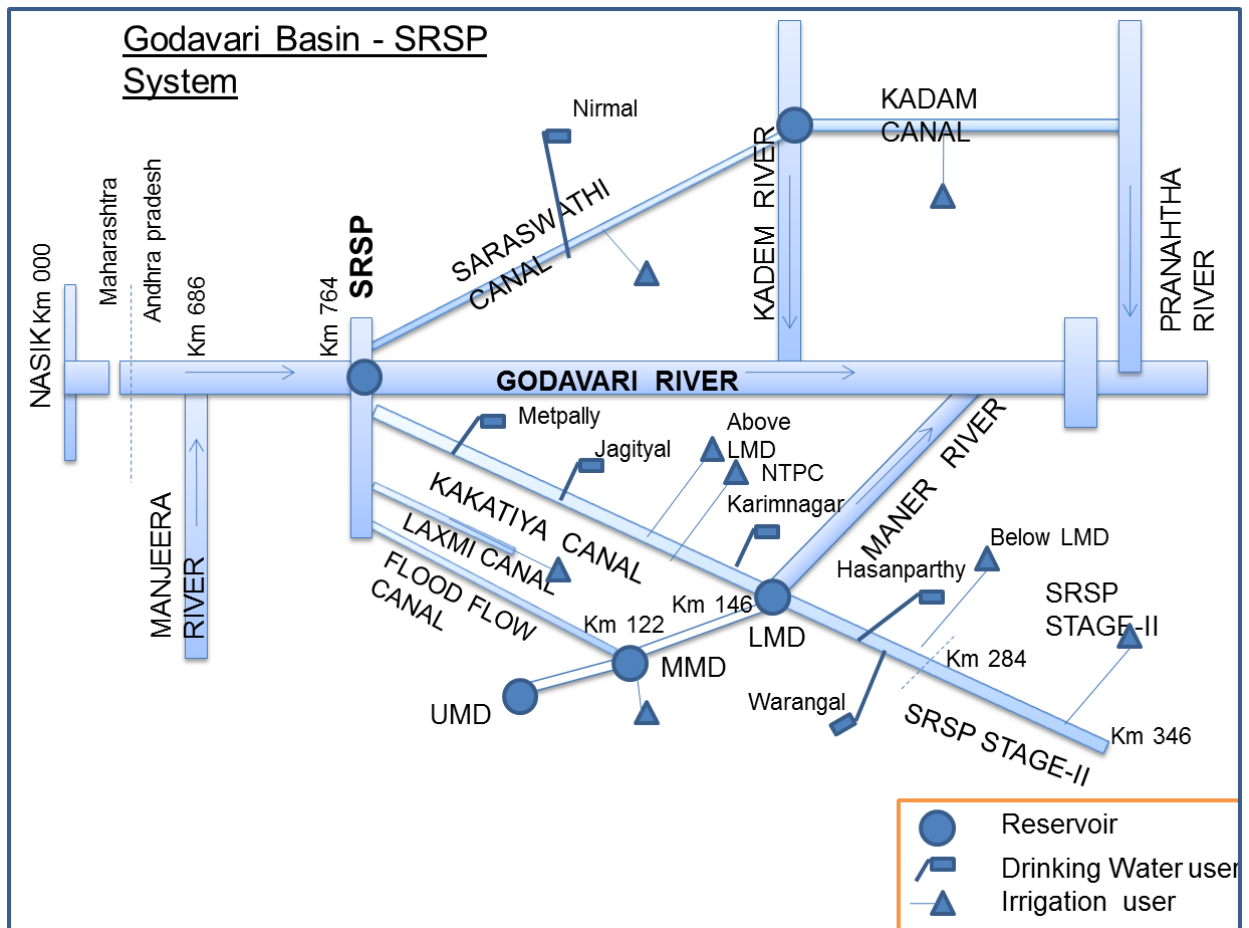 Godavari Basin - SRSP
System
Nirmal
KADAM
CANAL
KADEM RIVER
SARASWATHI
CANAL
PRANAHTHA
RIVER
NASIK Km 000
Maharashtra
Andhra pradesh
Km 686
Km 764
SRSP
GODAVARI RIVER
MANJEERA
RIVER
Metpally
Jagityal
Above
LMD
NTPC
Karimnagar
KAKATIYA CANAL
LAXMI CANAL
FLOOD FLOW
CANAL
MANER RIVER
Hasanparthy
Below LMD
SRSP
STAGE-II
Km 122
Km 146
LMD
MMD
UMD
Warangal
Km 284
SRSP STAGE-II
Km 346
Reservoir
Drinking Water user
Irrigation user